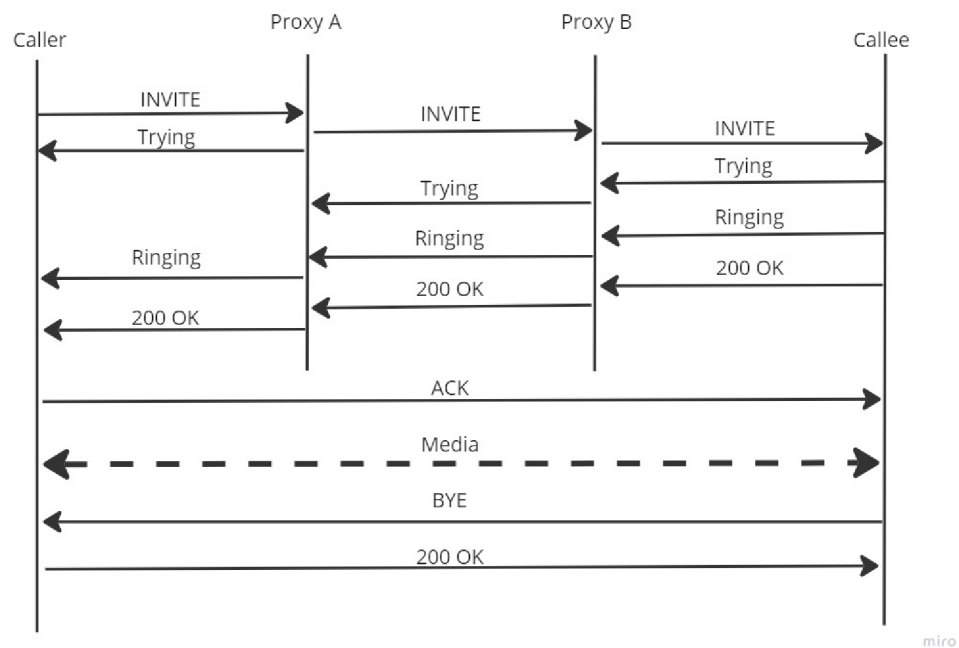 Proxy A
Proxy B
Caller
Callee
INVITE
INVITE
INVITE
Trying
Trying
Trying
Ringing
Ringing
Ringing
200 OK
200 OK
200 OK
ACK
Media
BYE
200 OK
miro